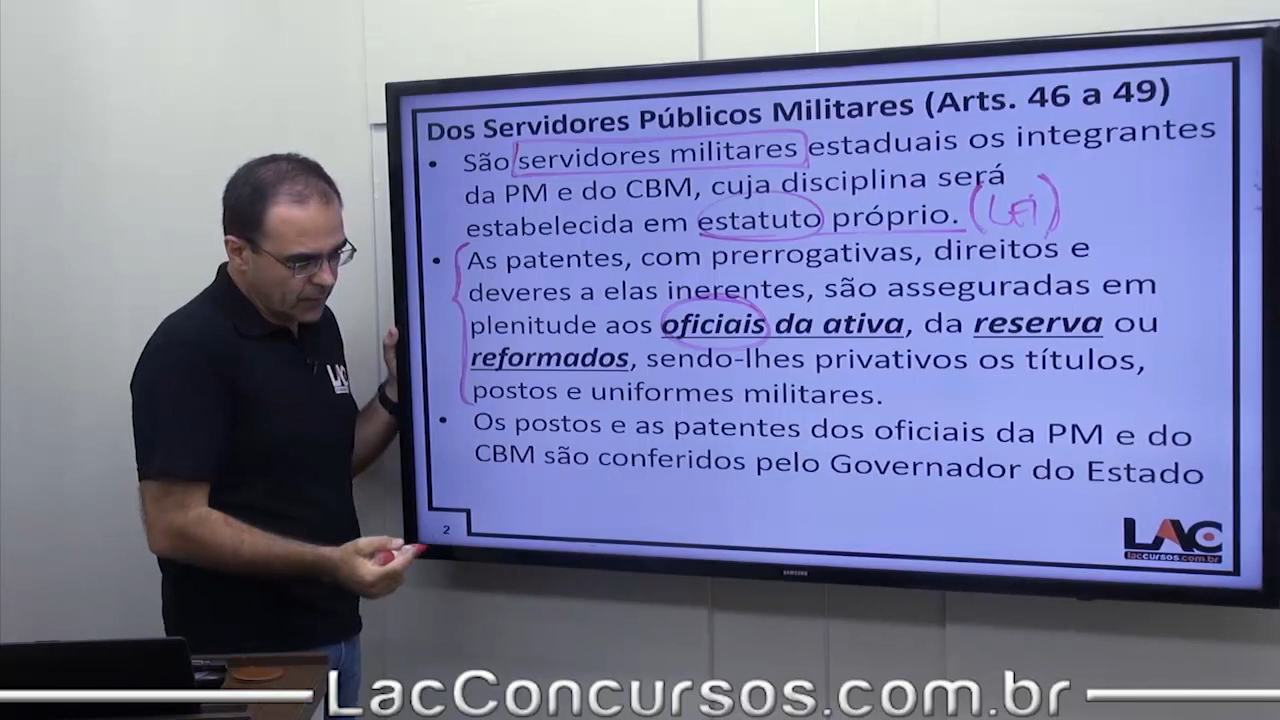 Dos Servidores Públicos Militares (Arts. 46 a 49)
• São servidores militares estaduais os integrantes
da PM e do CBM, cuja disciplina será
estabelecida em estatuto próprio. (LEI)
• As patentes, com prerrogativas, direitos e
deveres a elas inerentes, são asseguradas em
plenitude aos oficiais da ativa, da reserva ou
reformados, sendo-lhes privativos os títulos,
postos e uniformes militares.
• Os postos e as patentes dos oficiais da PM e do
CBM são conferidos pelo Governador do Estado
2
LAC
laccursos.com.br
SAMSUNG
LAC
LacConcursos.com.br